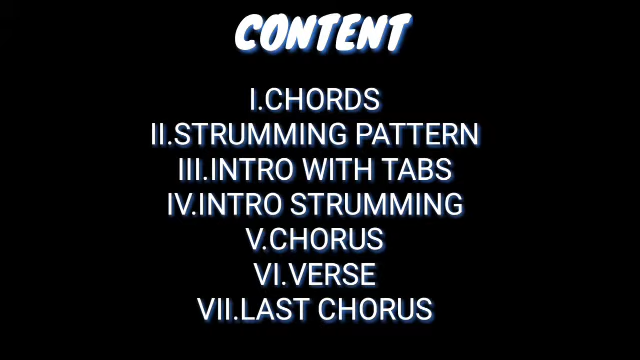 CONTENT
I.CHORDS
II.STRUMMING PATTERN
III.INTRO WITH TABS
IV.INTRO STRUMMING
V.CHORUS
VI.VERSE
VII.LAST CHORUS